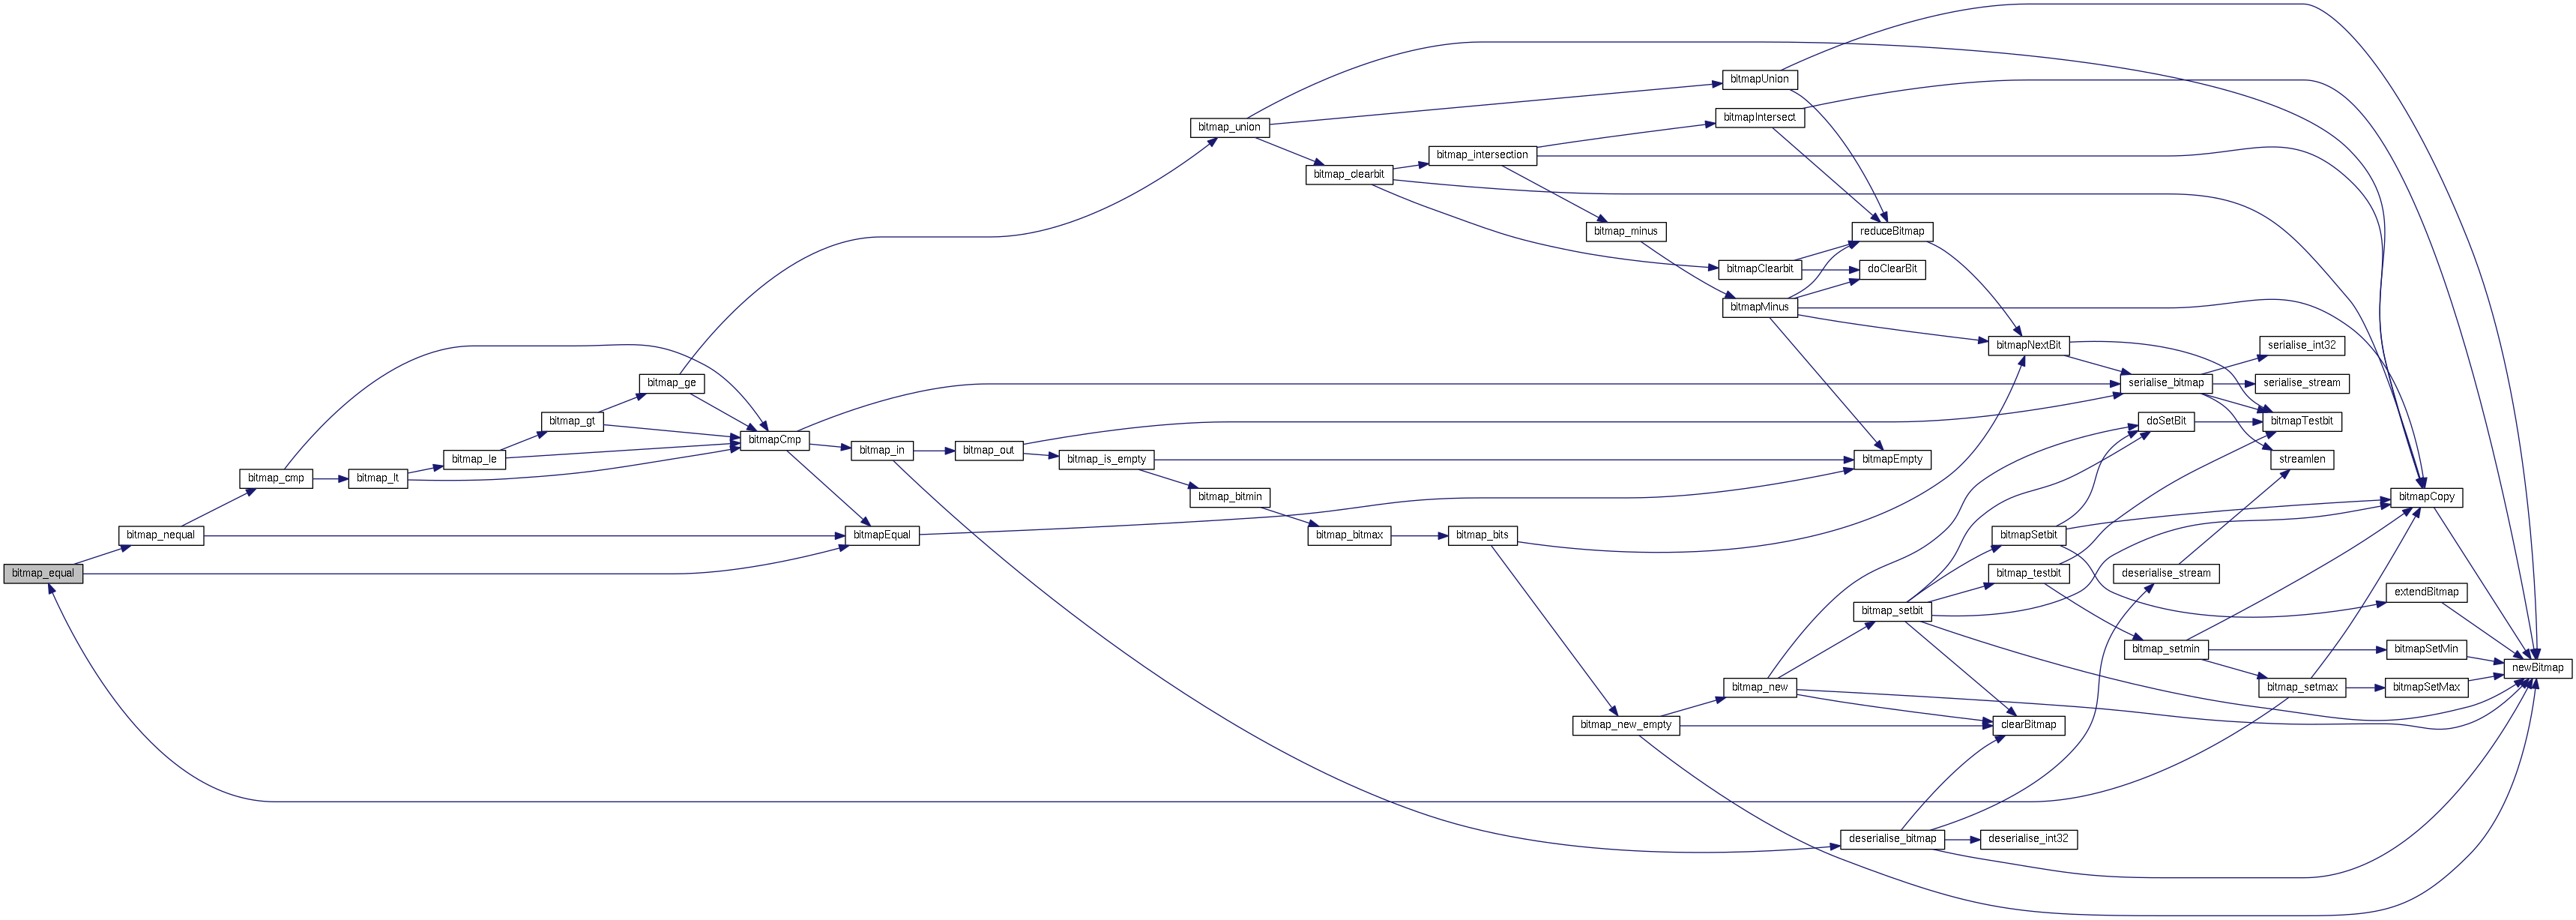 bitmap_equal
bitmap_nequal
bitmap_cmp
bitmap_lt
bitmap_le
bitmap_gt
bitmap_ge
bitmapCmp
bitmap_in
bitmapEqual
bitmap_out
bitmap_is_empty
bitmap_union
bitmap_bitmin
bitmap_clearbit
bitmap_bitmax
bitmap_intersection
bitmap_bits
bitmap_minus
bitmap_new_empty
bitmapUnion
bitmapIntersect
bitmapClearbit
bitmapMinus
bitmap_new
reduceBitmap
doClearBit
bitmapEmpty
bitmap_setbit
deserialise_bitmap
bitmapNextBit
bitmapSetbit
bitmap_testbit
clearBitmap
deserialise_int32
serialise_bitmap
doSetBit
deserialise_stream
bitmap_setmin
serialise_int32
serialise_stream
bitmapTestbit
streamlen
bitmap_setmax
bitmapCopy
extendBitmap
bitmapSetMin
bitmapSetMax
newBitmap